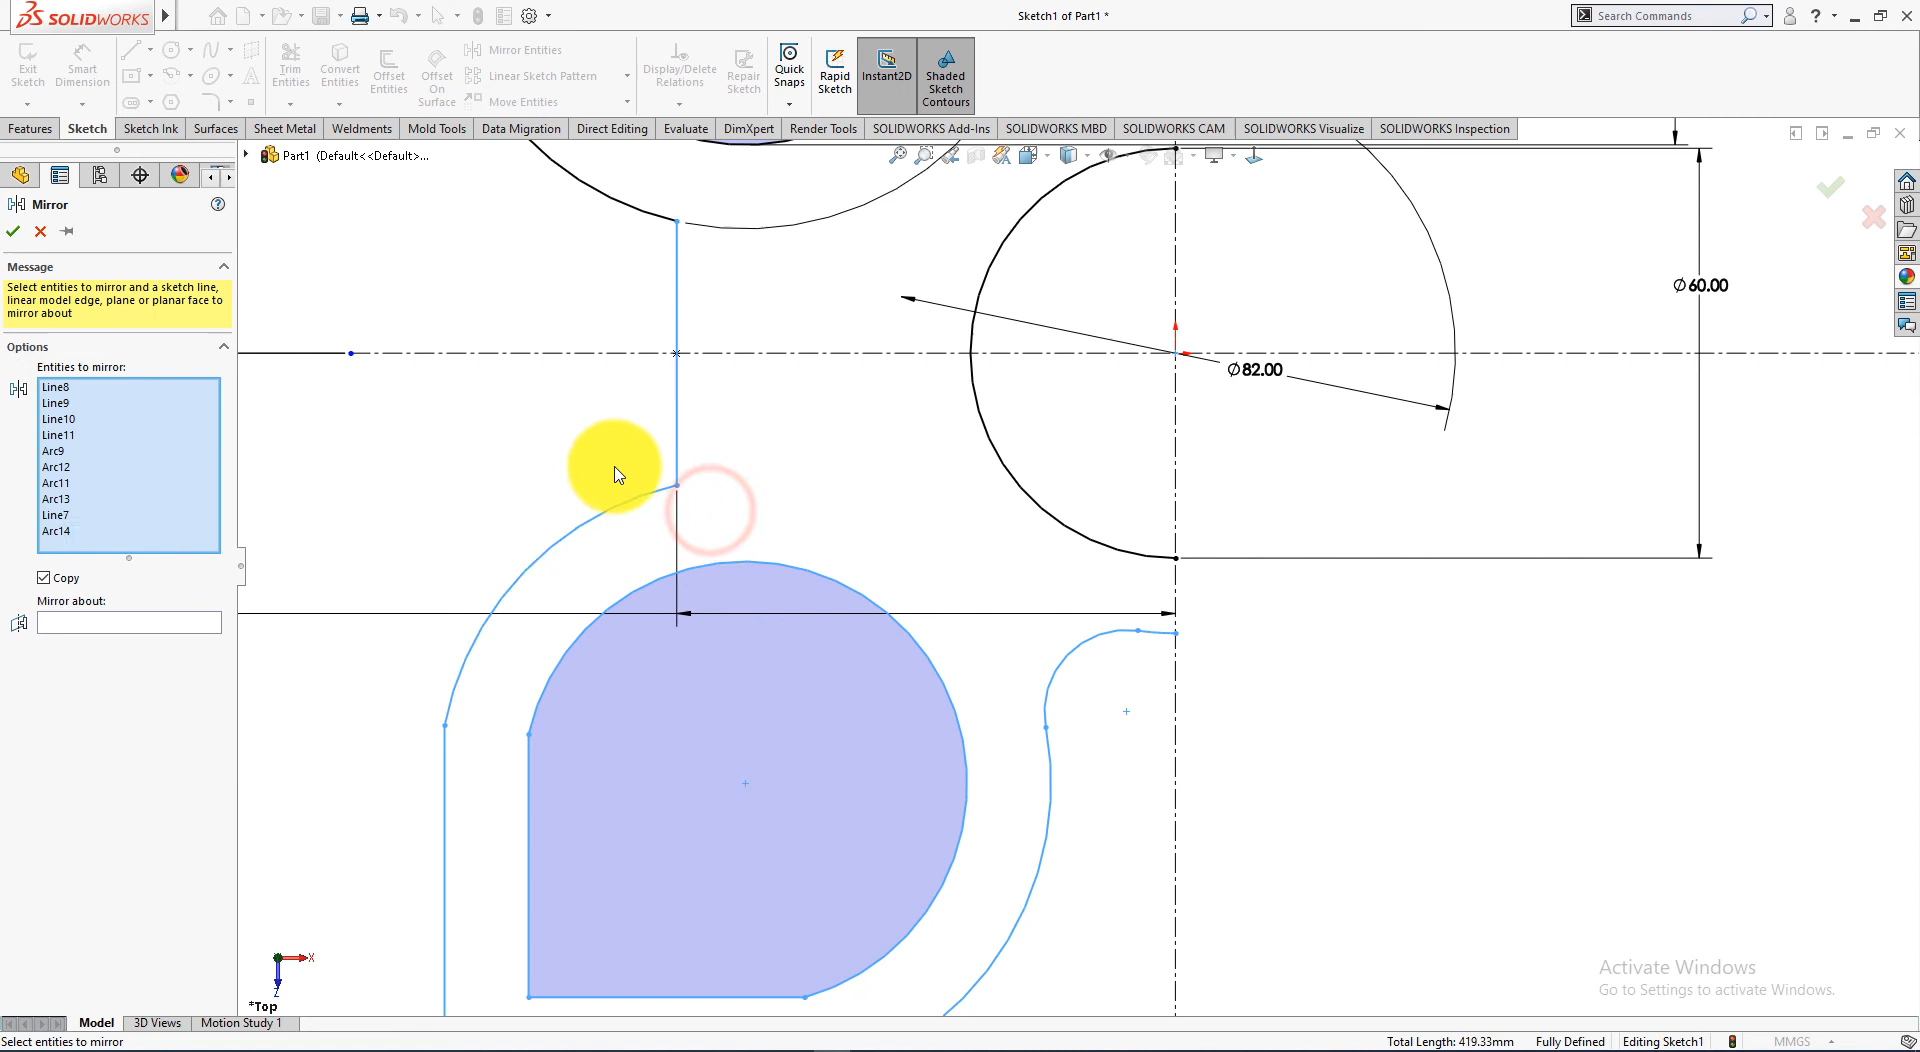 SOLIDWORKS
Sketch1 of Part1 *
Search Commands
Exit Sketch
Smart Dimension
Trim Entities
Convert Entities
Offset Entities
Offset On Surface
Mirror Entities
Linear Sketch Pattern
Move Entities
Display/Delete Relations
Repair Sketch
Quick Snaps
Rapid Sketch
Instant2D
Shaded Sketch Contours
Features
Sketch
Sketch Ink
Surfaces
Sheet Metal
Weldments
Mold Tools
Data Migration
Direct Editing
Evaluate
DimXpert
Render Tools
SOLIDWORKS Add-Ins
SOLIDWORKS MBD
SOLIDWORKS CAM
SOLIDWORKS Visualize
SOLIDWORKS Inspection
Part1 (Default<<Default>...
Mirror
Message
Select entities to mirror and a sketch line,
linear model edge, plane or planar face to
mirror about
Options
Entities to mirror:
Line8
Line9
Line10
Line11
Arc9
Arc12
Arc11
Arc13
Line7
Arc14
Copy
Mirror about:
∅60.00
∅82.00
X
Z
*Top
Activate Windows
Go to Settings to activate Windows.
Model
3D Views
Motion Study 1
Select entities to mirror
Total Length: 419.33mm
Fully Defined
Editing Sketch1
MMGS